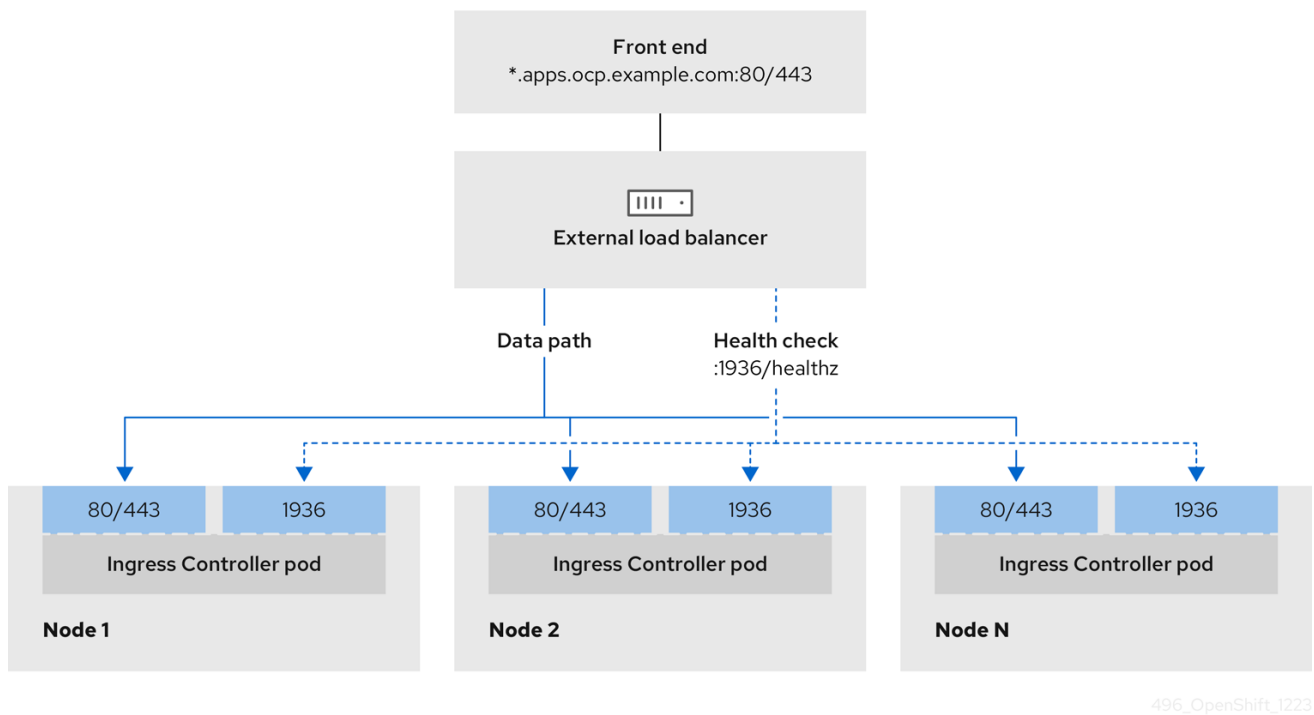 Front end
*.apps.ocp.example.com:80/443
External load balancer
Data path
Health check
:1936/healthz
80/443
1936
Ingress Controller pod
Node 1
80/443
1936
Ingress Controller pod
Node 2
80/443
1936
Ingress Controller pod
Node N
496_OpenShift_1223